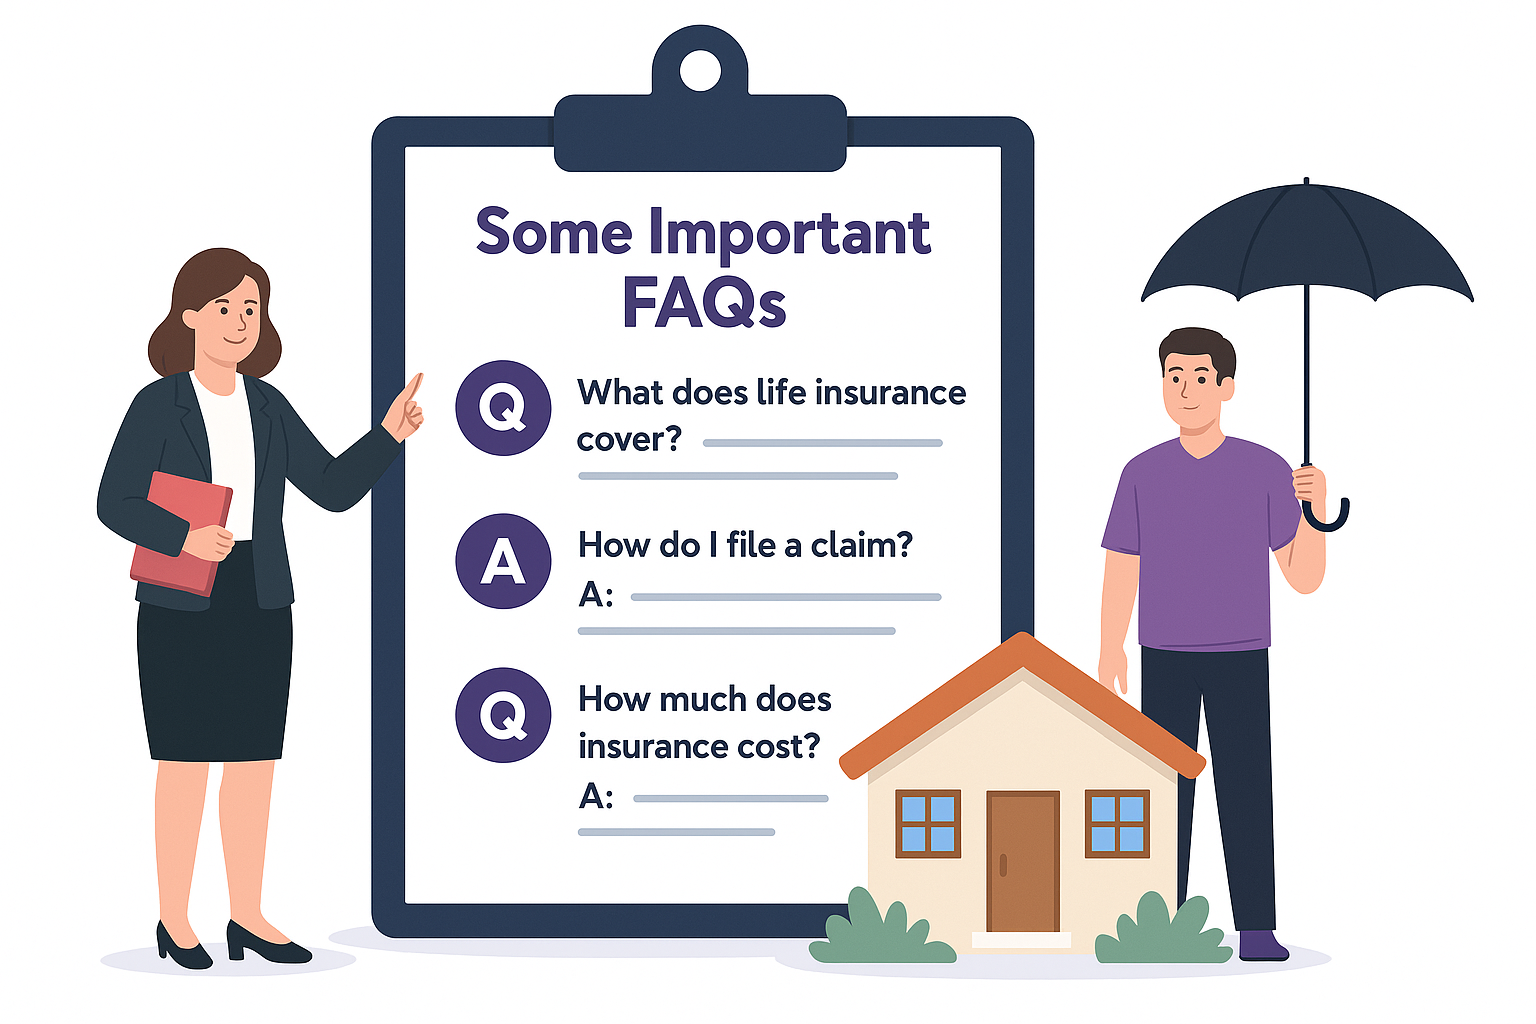 Some Important
FAQs
Q
What does life insurance
cover?
A
How do I file a claim?
A:
Q
How much does
insurance cost?
A: